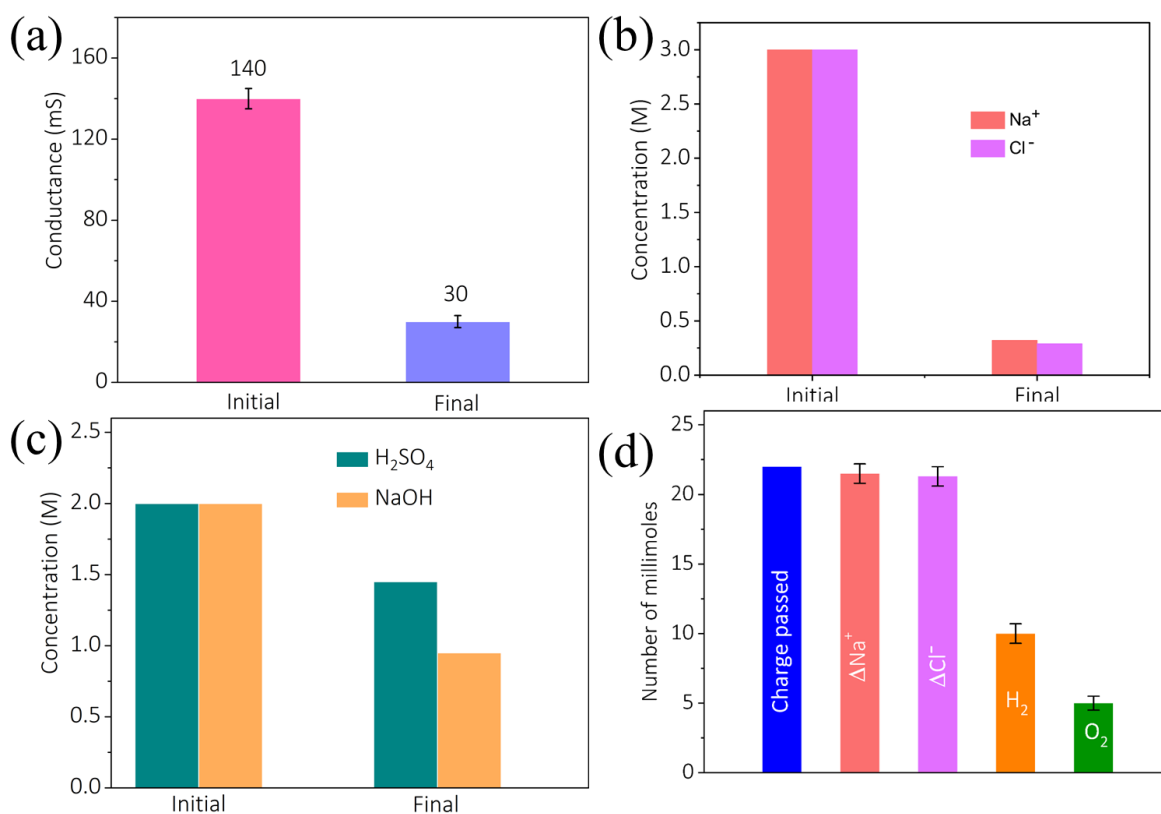 (a)
Conductance (mS)
160
120
80
40
0
140
30
Initial
Final
(b)
Concentration (M)
3.0
2.5
2.0
1.5
1.0
0.5
0.0
Na⁺
Cl⁻
Initial
Final
(c)
Concentration (M)
2.5
2.0
1.5
1.0
0.5
0.0
H₂SO₄
NaOH
Initial
Final
(d)
Number of millimoles
25
20
15
10
5
0
Charge passed
ΔNa⁺
ΔCl⁻
H₂
O₂